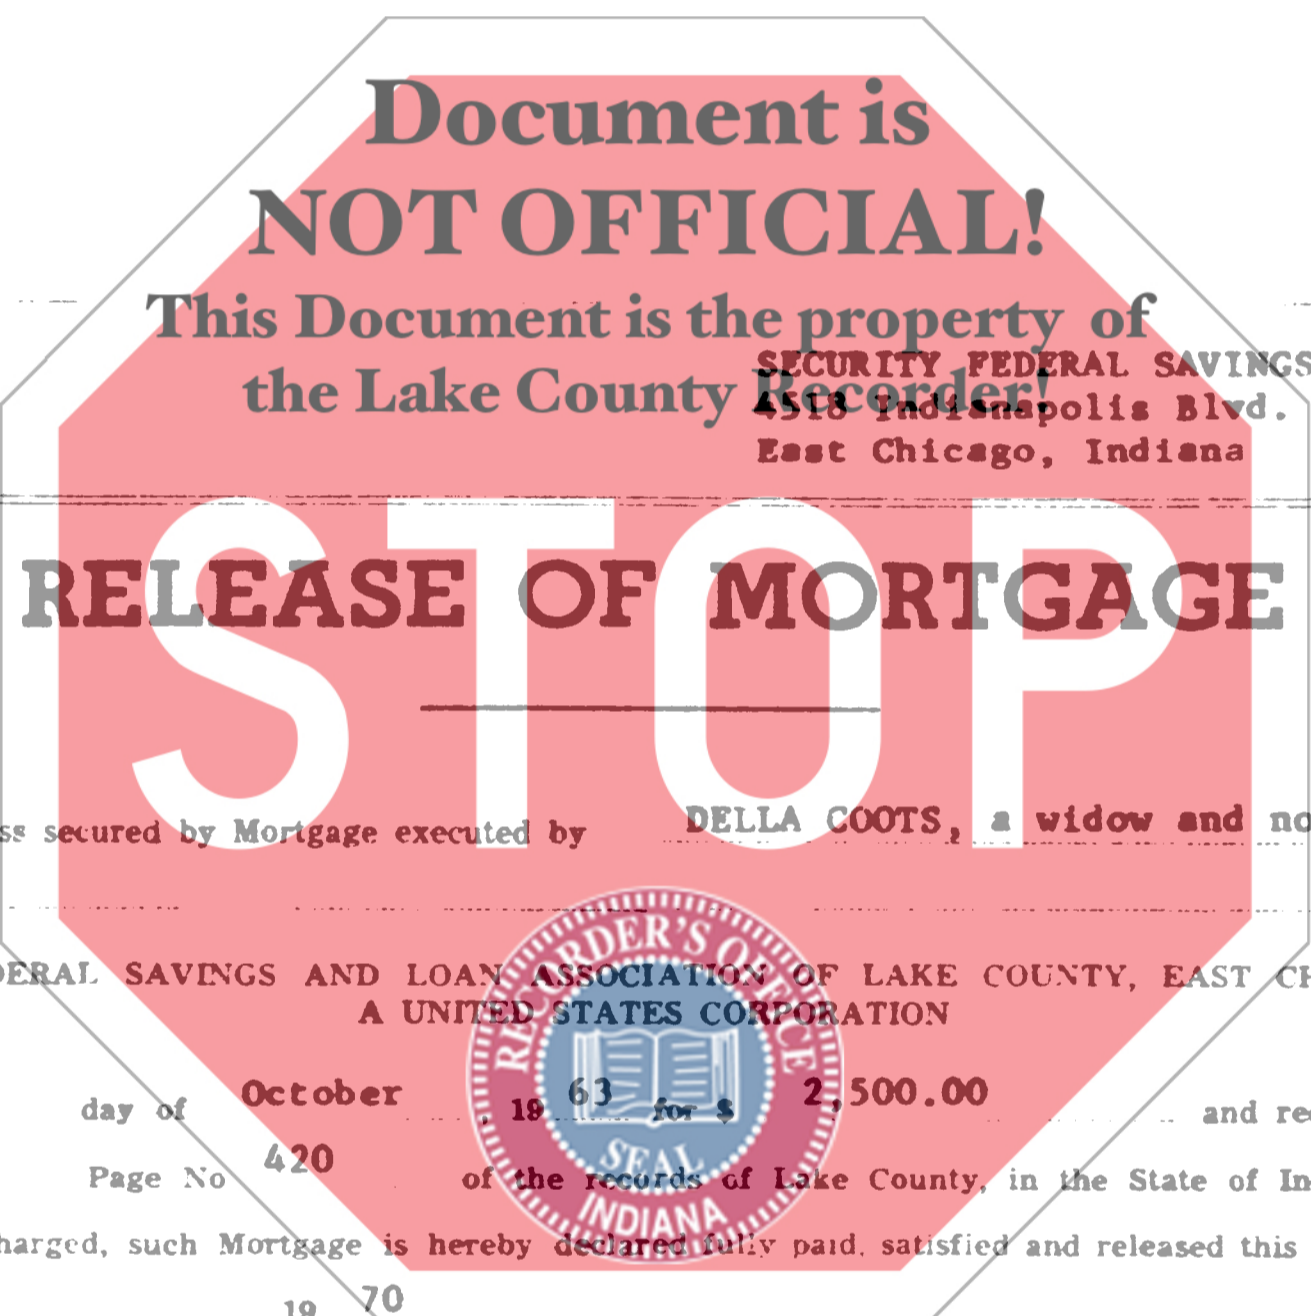 Document is
NOT OFFICIAL!
This Document is the property of
the Lake County Recorder!
SECURITY FEDERAL SAVINGS
4518 Indianapolis Blvd.
East Chicago, Indiana
STOP
RELEASE OF MORTGAGE
ss secured by Mortgage executed by DELLA COOTS, a widow and no
DERAL SAVINGS AND LOAN ASSOCIATION OF LAKE COUNTY, EAST CH
A UNITED STATES CORPORATION
RECORDER'S OFFICE
SEAL
INDIANA
day of October, 19 63 for $ 2,500.00 and re
Page No 420 of the records of Lake County, in the State of In
harged, such Mortgage is hereby declared fully paid, satisfied and released this
19 70